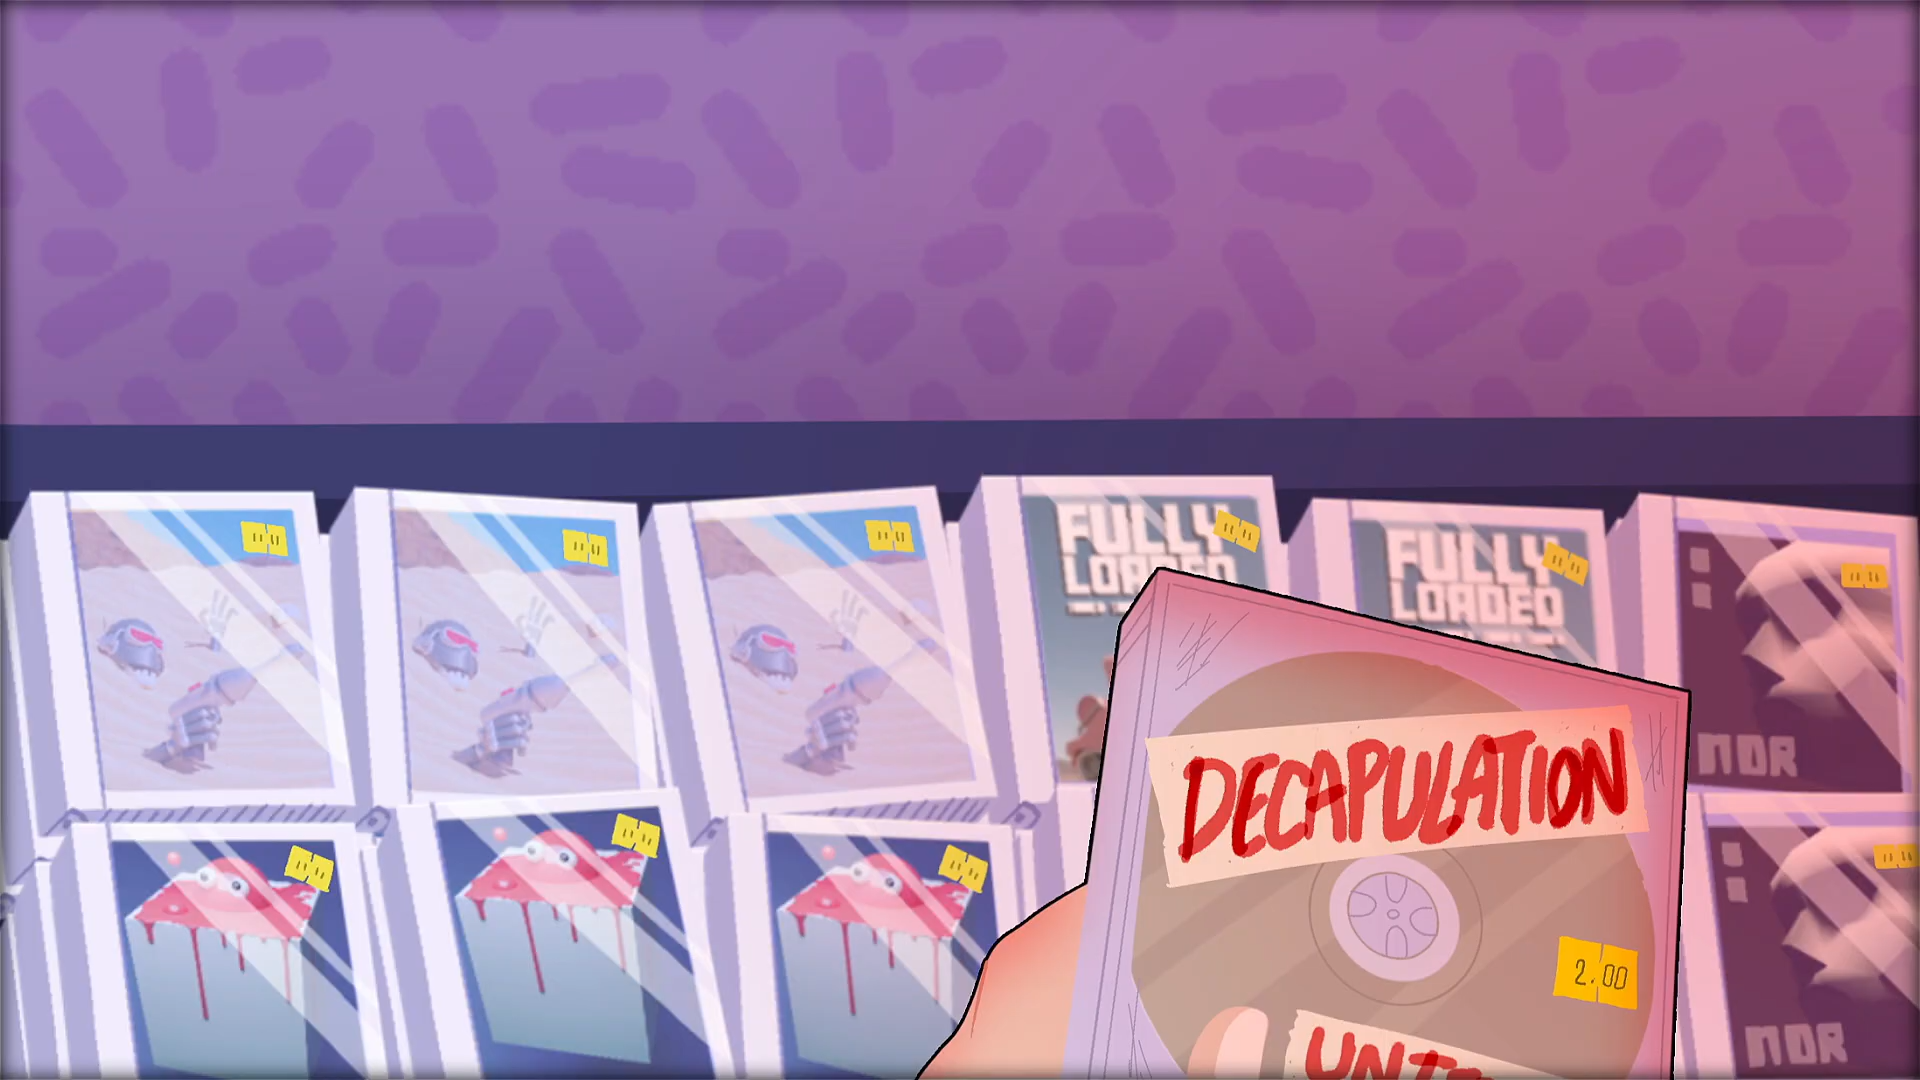 FULLY
LOADED
FULLY
LOADED
NOR
DECAPULATION
2.00
NOR